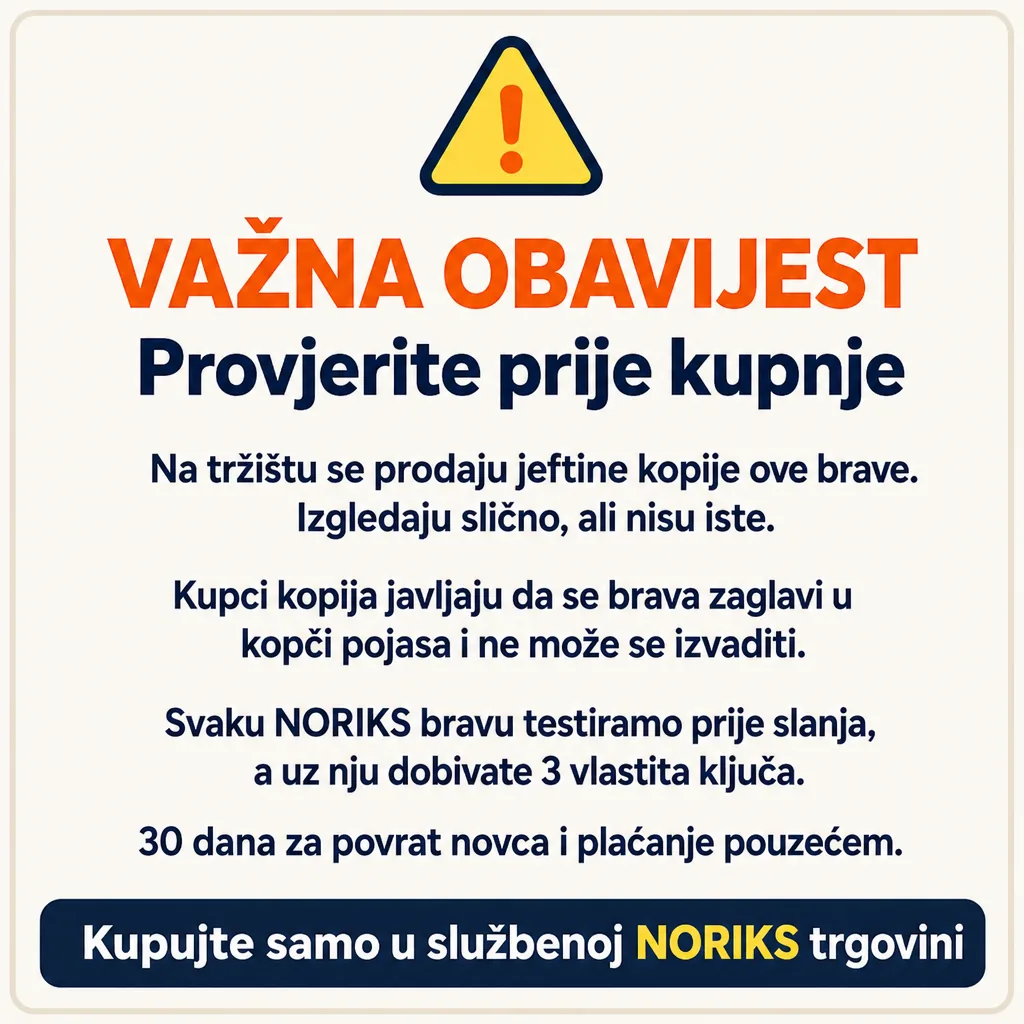 VAŽNA OBAVIJEST
Provjerite prije kupnje
Na tržištu se prodaju jeftine kopije ove brave.
Izgledaju slično, ali nisu iste.
Kupci kopija javljaju da se brava zaglavi u
kopči pojasa i ne može se izvaditi.
Svaku NORIKS bravu testiramo prije slanja,
a uz nju dobivate 3 vlastita ključa.
30 dana za povrat novca i plaćanje pouzećem.
Kupujte samo u službenoj NORIKS trgovini